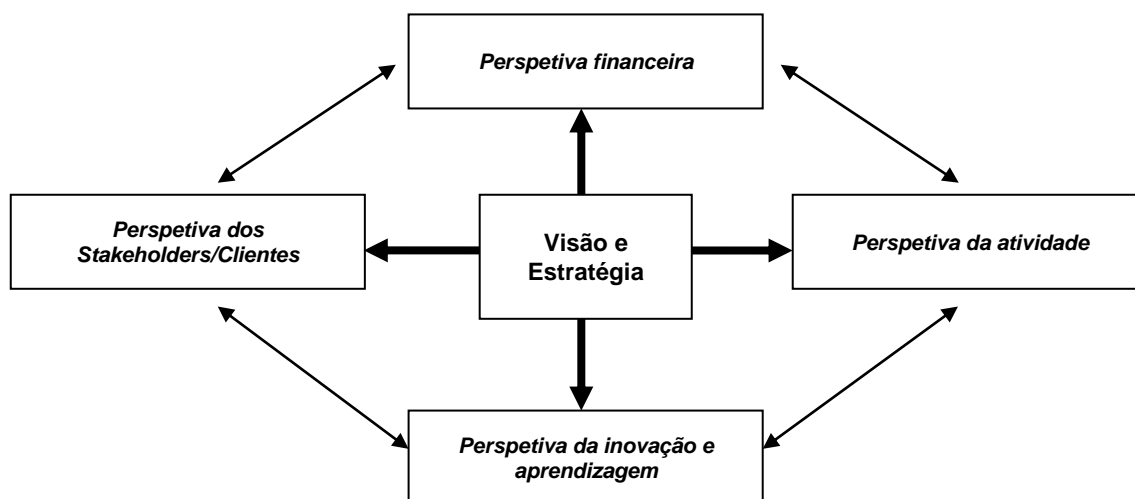 Perspetiva financeira
Perspetiva dos
Stakeholders/Clientes
Visão e
Estratégia
Perspetiva da atividade
Perspetiva da inovação e
aprendizagem